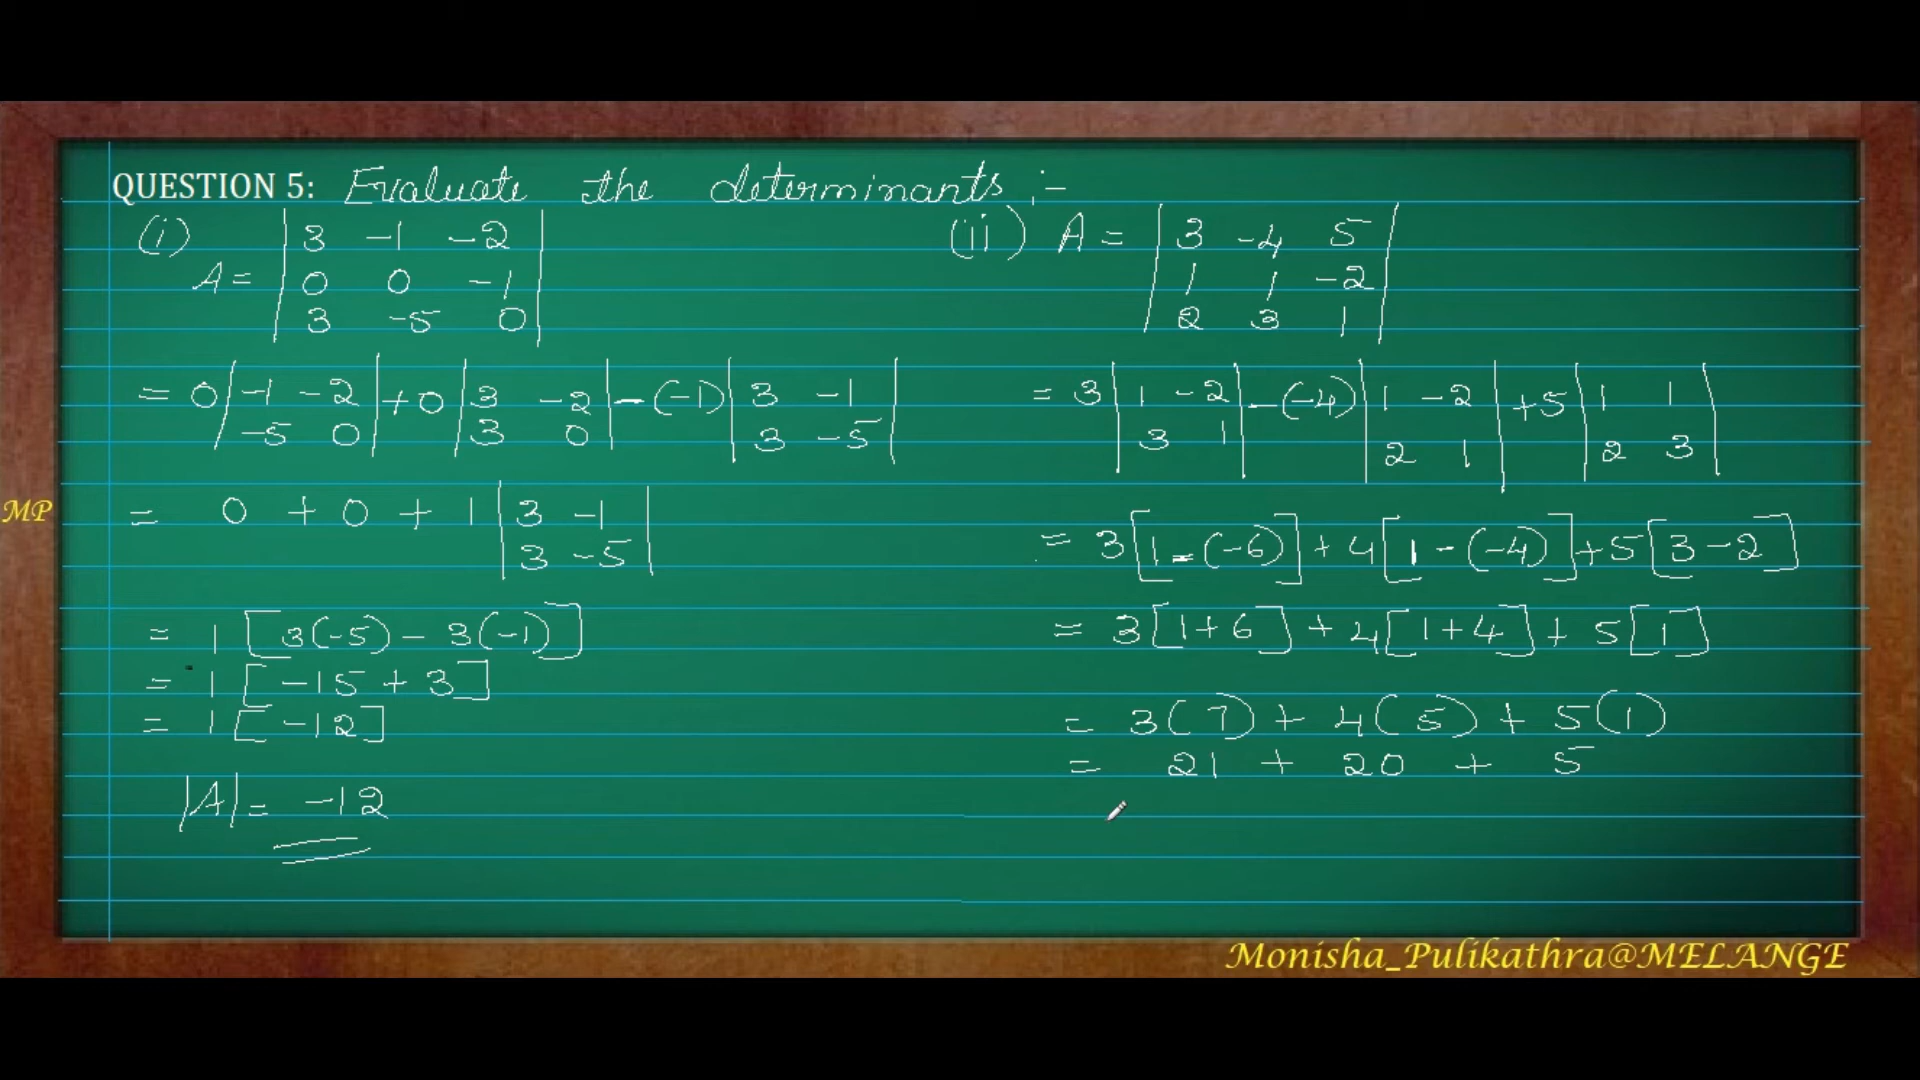 QUESTION 5: Evaluate the determinants :-
(i) A = | 3 -1 -2 |
| 0 0 -1 |
| 3 -5 0 |
= 0 | -1 -2 | + 0 | 3 -2 | - (-1) | 3 -1 |
| -5 0 | | 3 0 | | 3 -5 |
= 0 + 0 + 1 | 3 -1 |
| 3 -5 |
= 1 [ 3(-5) - 3(-1) ]
= 1 [ -15 + 3 ]
= 1 [ -12 ]
|A| = -12
(ii) A = | 3 -4 5 |
| 1 1 -2 |
| 2 3 1 |
= 3 | 1 -2 | - (-4) | 1 -2 | + 5 | 1 1 |
| 3 1 | | 2 1 | | 2 3 |
= 3 [ 1 - (-6) ] + 4 [ 1 - (-4) ] + 5 [ 3 - 2 ]
= 3 [ 1 + 6 ] + 4 [ 1 + 4 ] + 5 [ 1 ]
= 3 ( 7 ) + 4 ( 5 ) + 5 ( 1 )
= 21 + 20 + 5
MP
Monisha_Pulikathra@MELANGE